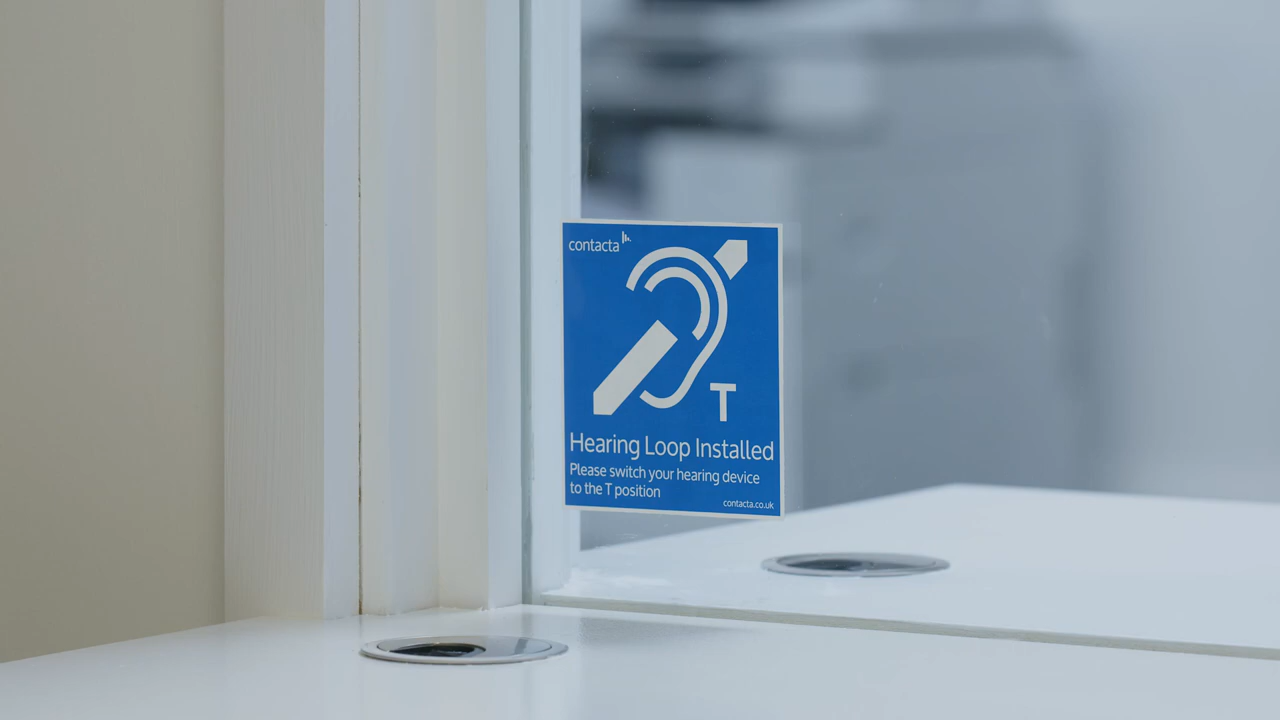 contacta
T
Hearing Loop Installed
Please switch your hearing device
to the T position
contacta.co.uk